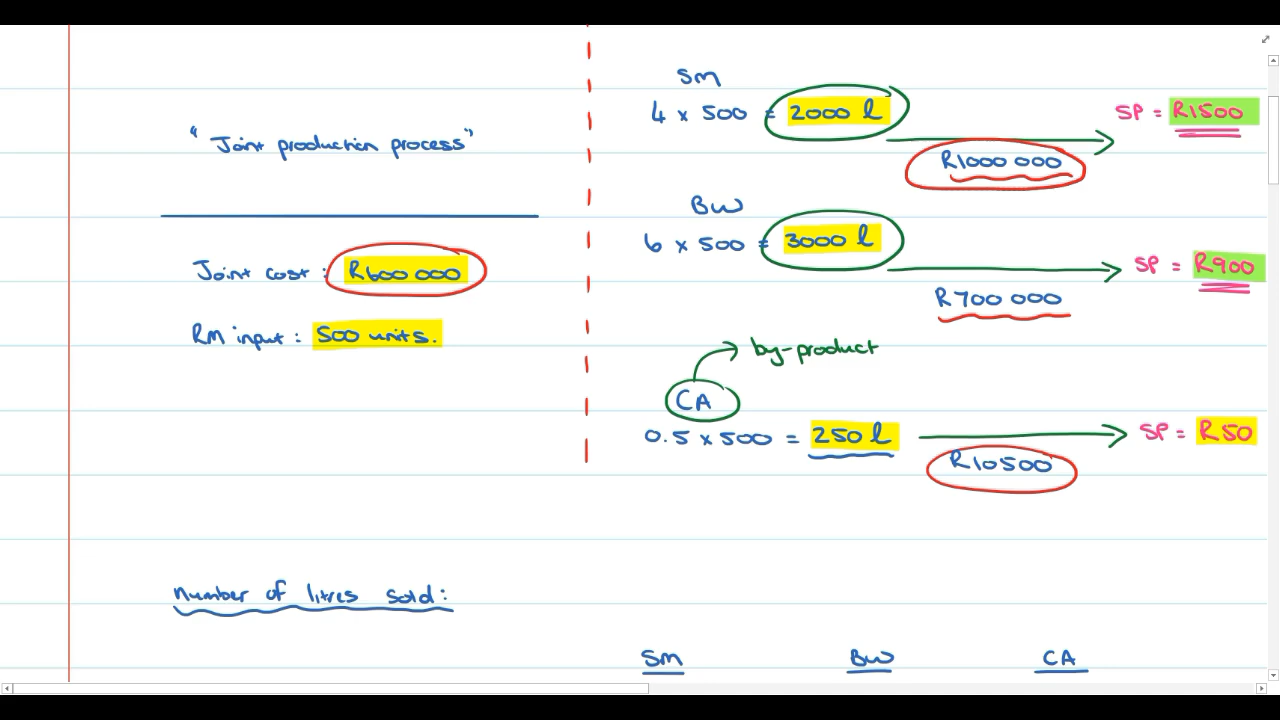 SM
4 x 500 = 2000 l
SP = R1500
R1000 000
"Joint production process"
BW
6 x 500 = 3000 l
SP = R900
R700 000
Joint cost : R600 000
RM input : 500 units.
by-product
CA
0.5 x 500 = 250 l
SP = R50
R10500
Number of litres sold:
SM BW CA